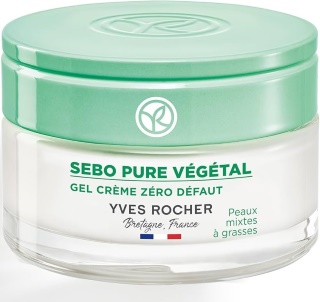 SEBO PURE VÉGÉTAL
GEL CRÈME ZÉRO DÉFAUT
YVES ROCHER
Bretagne, France
Peaux
mixtes
à grasses